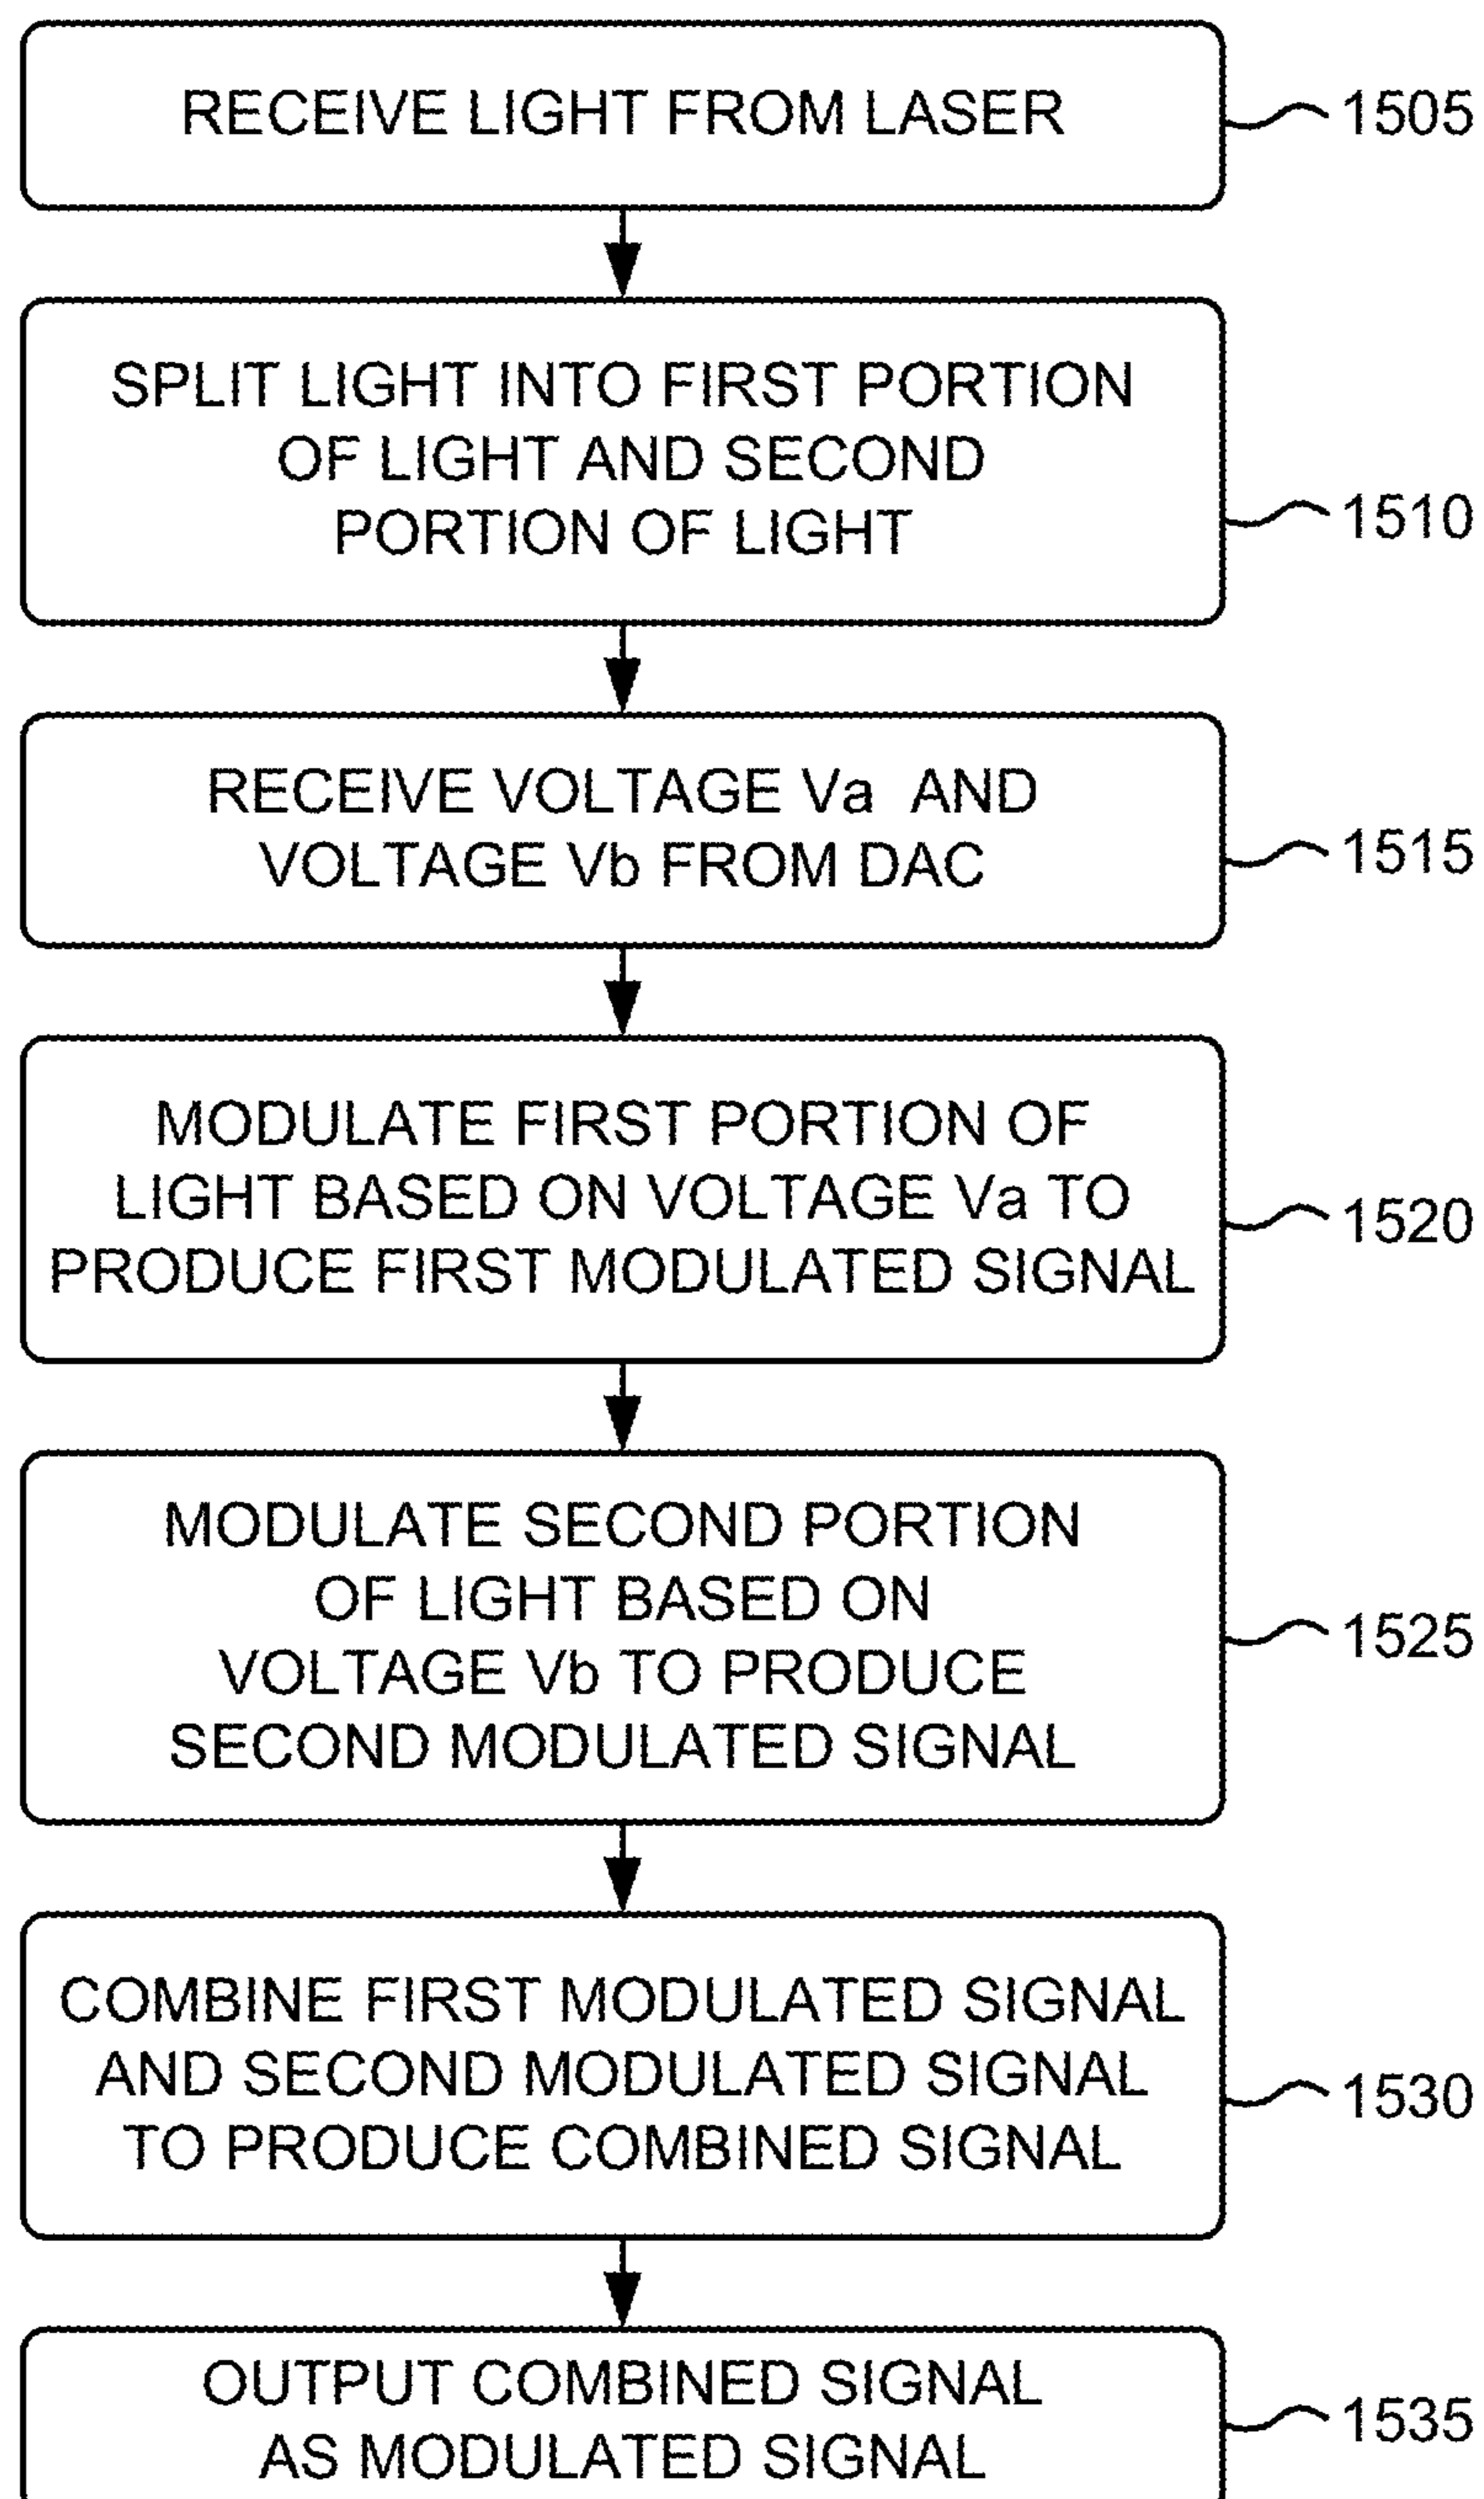 RECEIVE LIGHT FROM LASER
1505
SPLIT LIGHT INTO FIRST PORTION
OF LIGHT AND SECOND
PORTION OF LIGHT
1510
RECEIVE VOLTAGE Va AND
VOLTAGE Vb FROM DAC
1515
MODULATE FIRST PORTION OF
LIGHT BASED ON VOLTAGE Va TO
PRODUCE FIRST MODULATED SIGNAL
1520
MODULATE SECOND PORTION
OF LIGHT BASED ON
VOLTAGE Vb TO PRODUCE
SECOND MODULATED SIGNAL
1525
COMBINE FIRST MODULATED SIGNAL
AND SECOND MODULATED SIGNAL
TO PRODUCE COMBINED SIGNAL
1530
OUTPUT COMBINED SIGNAL
AS MODULATED SIGNAL
1535